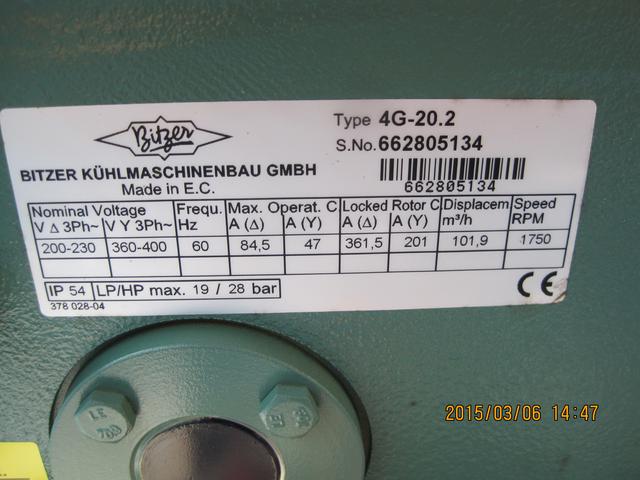 Bitzer
Type 4G-20.2
S.No. 662805134
BITZER KÜHLMASCHINENBAU GMBH
Made in E.C.
662805134
Nominal Voltage Frequ. Max. Operat. C Locked Rotor C Displacem Speed
V Δ 3Ph~ V Y 3Ph~ Hz A (Δ) A (Y) A (Δ) A (Y) m³/h RPM
200-230 360-400 60 84,5 47 361,5 201 101,9 1750
IP 54 LP/HP max. 19 / 28 bar
CE
378 028-04
LE
2015/03/06 14:47